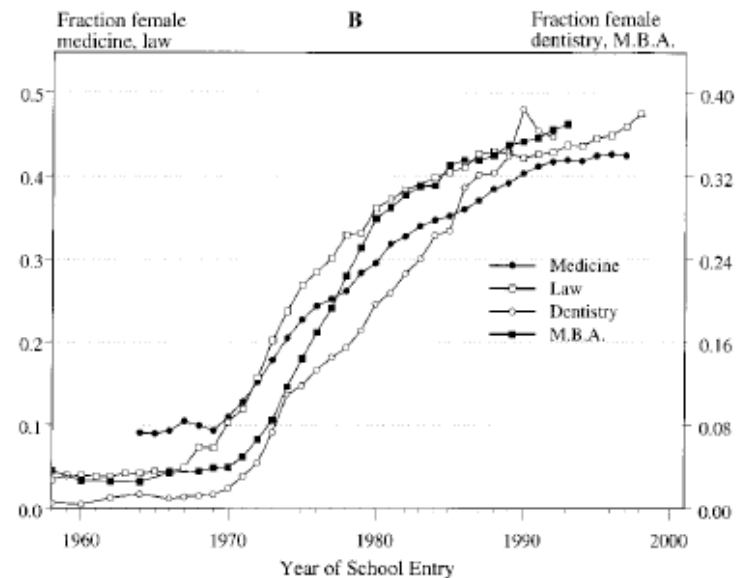 Fraction female
medicine, law
B
Fraction female
dentistry, M.B.A.
0.5
0.4
0.3
0.2
0.1
0.0
0.40
0.32
0.24
0.16
0.08
0.00
Medicine
Law
Dentistry
M.B.A.
1960
1970
1980
1990
2000
Year of School Entry